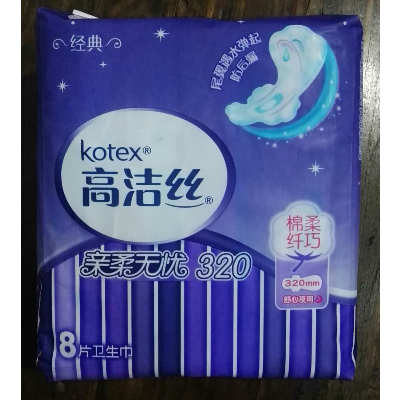 经典
尾翼遇水弹起
防后漏
kotex®
高洁丝®
棉柔
纤巧
亲柔无忧 320
320mm
舒心夜用
8片卫生巾